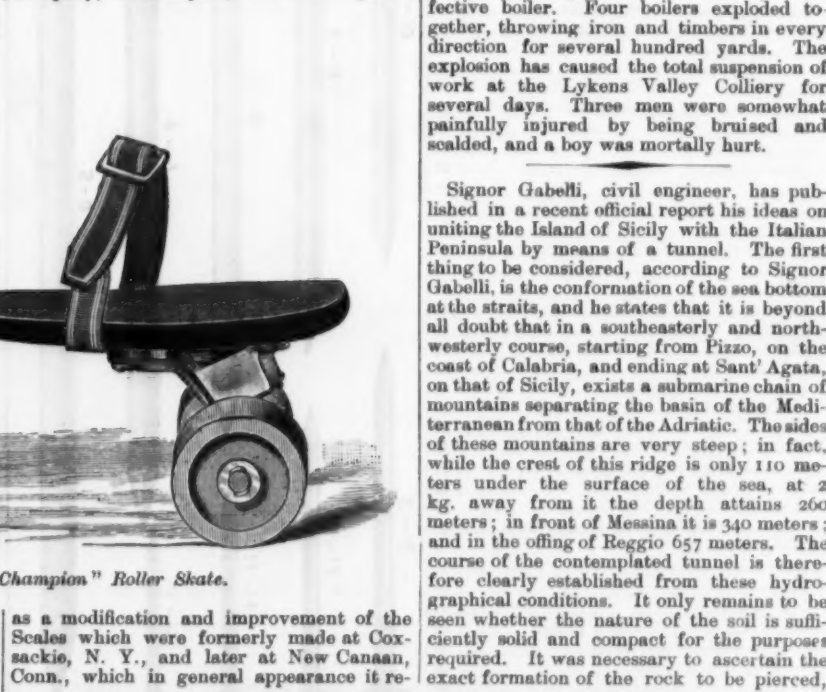 Champion" Roller Skate.
as a modification and improvement of the
Scales which were formerly made at Cox-
sackie, N. Y., and later at New Canaan,
Conn., which in general appearance it re-
fective boiler. Four boilers exploded to-
gether, throwing iron and timbers in every
direction for several hundred yards. The
explosion has caused the total suspension of
work at the Lykens Valley Colliery for
several days. Three men were somewhat
painfully injured by being bruised and
scalded, and a boy was mortally hurt.
Signor Gabelli, civil engineer, has pub-
lished in a recent official report his ideas on
uniting the Island of Sicily with the Italian
Peninsula by means of a tunnel. The first
thing to be considered, according to Signor
Gabelli, is the conformation of the sea bottom
at the straits, and he states that it is beyond
all doubt that in a southeasterly and north-
westerly course, starting from Pizzo, on the
coast of Calabria, and ending at Sant' Agata,
on that of Sicily, exists a submarine chain of
mountains separating the basin of the Medi-
terranean from that of the Adriatic. The sides
of these mountains are very steep; in fact,
while the crest of this ridge is only 110 me-
ters under the surface of the sea, at 2
kg. away from it the depth attains 260
meters; in front of Messina it is 340 meters;
and in the offing of Reggio 657 meters. The
course of the contemplated tunnel is there-
fore clearly established from these hydro-
graphical conditions. It only remains to be
seen whether the nature of the soil is suffi-
ciently solid and compact for the purposes
required. It was necessary to ascertain the
exact formation of the rock to be pierced,